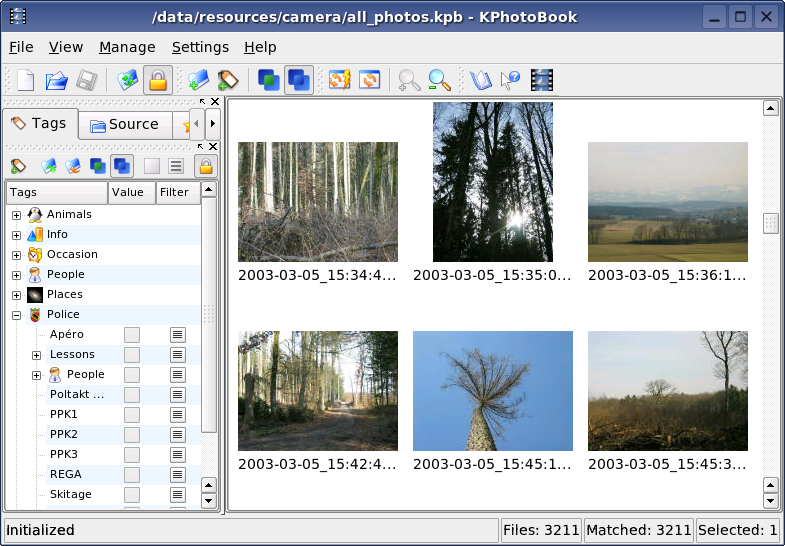 /data/resources/camera/all_photos.kpb - KPhotoBook
File View Manage Settings Help
Tags Source
Tags Value Filter
Animals
Info
Occasion
People
Places
Police
Apéro
Lessons
People
Poltakt ...
PPK1
PPK2
PPK3
REGA
Skitage
2003-03-05_15:34:4... 2003-03-05_15:35:0... 2003-03-05_15:36:1...
2003-03-05_15:42:4... 2003-03-05_15:45:1... 2003-03-05_15:45:3...
Initialized Files: 3211 Matched: 3211 Selected: 1